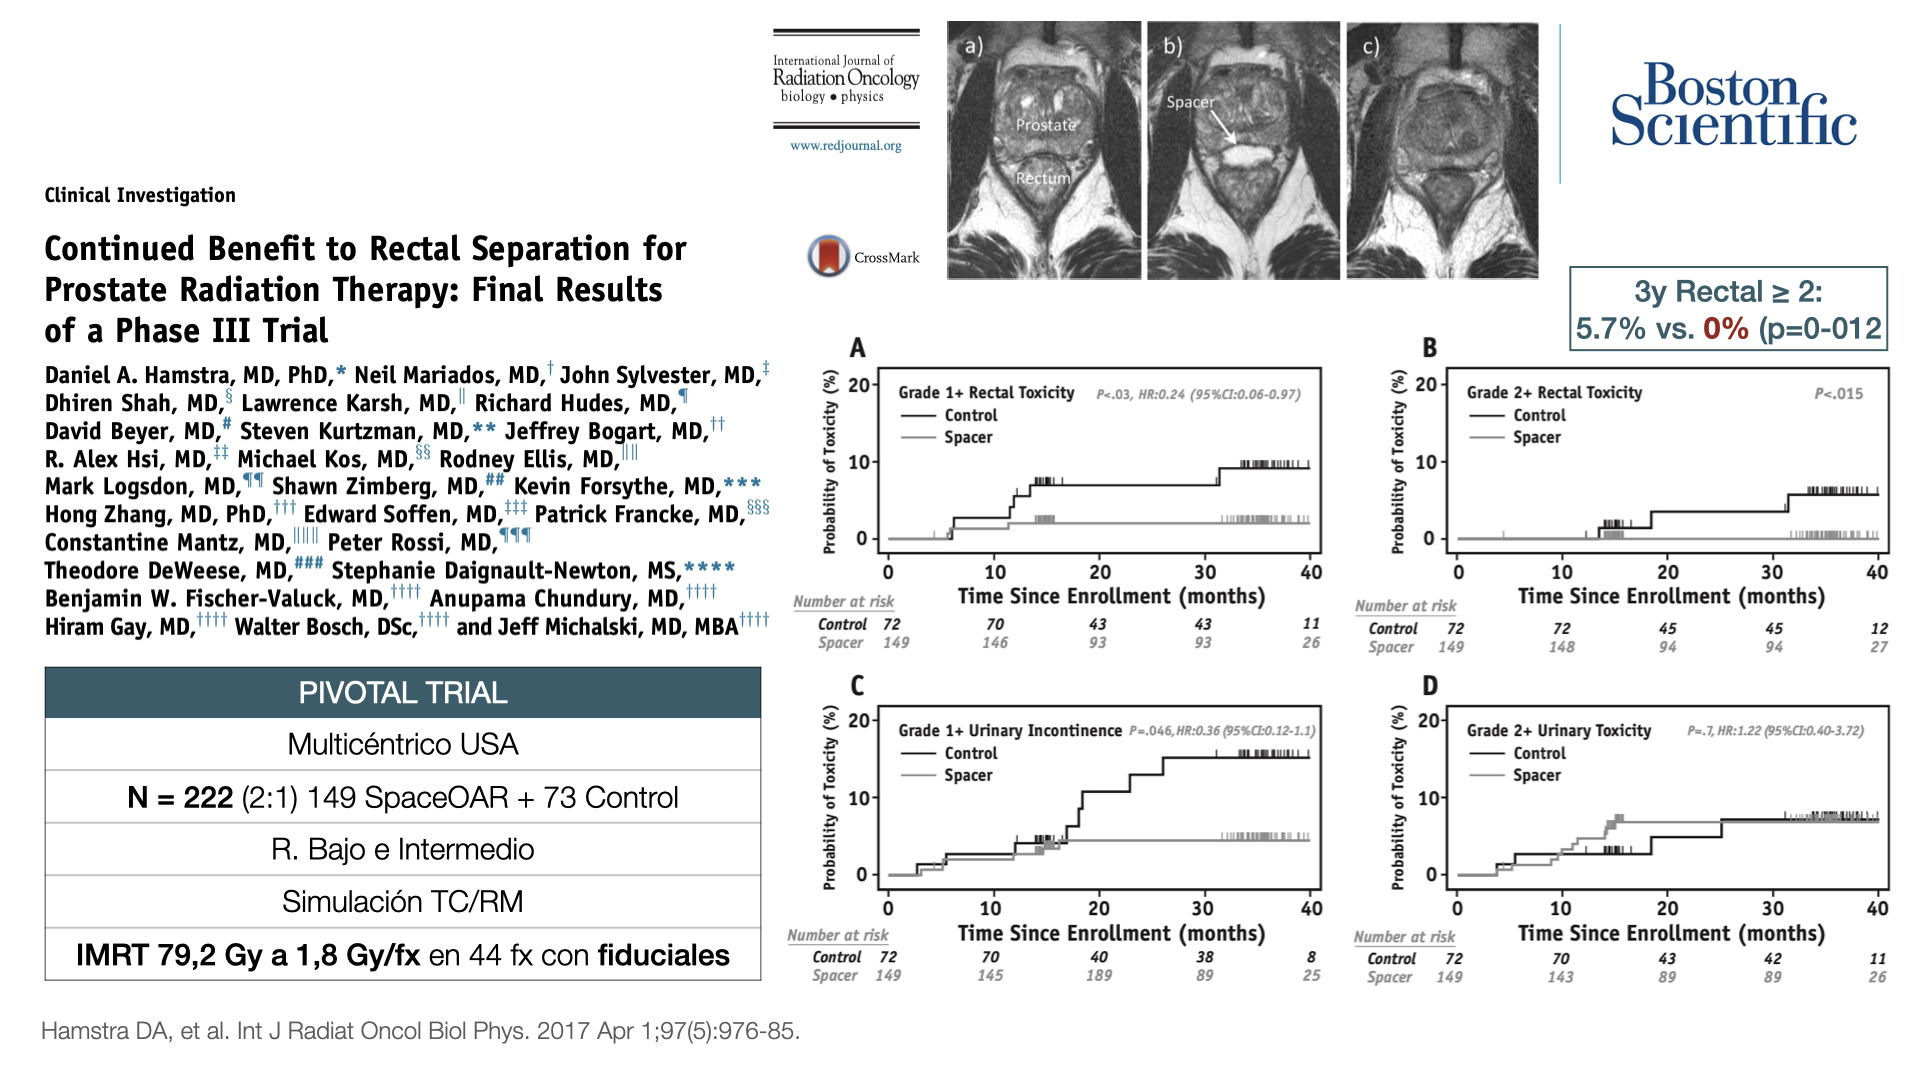 International Journal of
Radiation Oncology
biology • physics
www.redjournal.org
CrossMark
a)
Prostate
Rectum
b)
Spacer
c)
Boston
Scientific
Clinical Investigation
Continued Benefit to Rectal Separation for
Prostate Radiation Therapy: Final Results
of a Phase III Trial
Daniel A. Hamstra, MD, PhD,* Neil Mariados, MD,† John Sylvester, MD,‡
Dhiren Shah, MD,§ Lawrence Karsh, MD,‖ Richard Hudes, MD,¶
David Beyer, MD,# Steven Kurtzman, MD,** Jeffrey Bogart, MD,††
R. Alex Hsi, MD,‡‡ Michael Kos, MD,§§ Rodney Ellis, MD,‖‖
Mark Logsdon, MD,¶¶ Shawn Zimberg, MD,## Kevin Forsythe, MD,***
Hong Zhang, MD, PhD,††† Edward Soffen, MD,‡‡‡ Patrick Francke, MD,§§§
Constantine Mantz, MD,‖‖‖ Peter Rossi, MD,¶¶¶
Theodore DeWeese, MD,### Stephanie Daignault-Newton, MS,****
Benjamin W. Fischer-Valuck, MD,†††† Anupama Chundury, MD,††††
Hiram Gay, MD,†††† Walter Bosch, DSc,†††† and Jeff Michalski, MD, MBA††††
PIVOTAL TRIAL
Multicéntrico USA
N = 222 (2:1) 149 SpaceOAR + 73 Control
R. Bajo e Intermedio
Simulación TC/RM
IMRT 79,2 Gy a 1,8 Gy/fx en 44 fx con fiduciales
3y Rectal ≥ 2:
5.7% vs. 0% (p=0-012
A
Probability of Toxicity (%)
20
10
0
Grade 1+ Rectal Toxicity P<.03, HR:0.24 (95%CI:0.06-0.97)
Control
Spacer
0 10 20 30 40
Time Since Enrollment (months)
Number at risk
Control 72 70 43 43 11
Spacer 149 146 93 93 26
B
Probability of Toxicity (%)
20
10
0
Grade 2+ Rectal Toxicity P<.015
Control
Spacer
0 10 20 30 40
Time Since Enrollment (months)
Number at risk
Control 72 72 45 45 12
Spacer 149 148 94 94 27
C
Probability of Toxicity (%)
20
10
0
Grade 1+ Urinary Incontinence P=.046, HR:0.36 (95%CI:0.12-1.1)
Control
Spacer
0 10 20 30 40
Time Since Enrollment (months)
Number at risk
Control 72 70 40 38 8
Spacer 149 145 189 89 25
D
Probability of Toxicity (%)
20
10
0
Grade 2+ Urinary Toxicity P=.7, HR:1.22 (95%CI:0.40-3.72)
Control
Spacer
0 10 20 30 40
Time Since Enrollment (months)
Number at risk
Control 72 70 43 42 11
Spacer 149 143 89 89 26
Hamstra DA, et al. Int J Radiat Oncol Biol Phys. 2017 Apr 1;97(5):976-85.